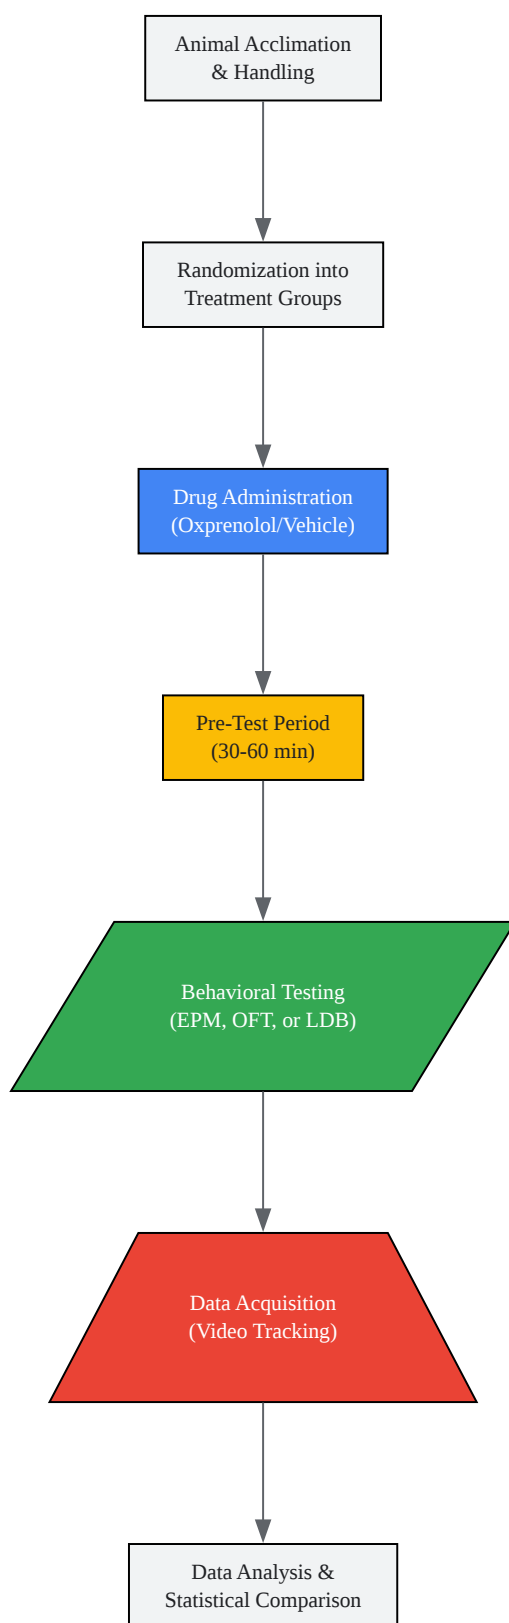 Animal Acclimation
& Handling
Randomization into
Treatment Groups
Drug Administration
(Oxprenolol/Vehicle)
Pre-Test Period
(30-60 min)
Behavioral Testing
(EPM, OFT, or LDB)
Data Acquisition
(Video Tracking)
Data Analysis &
Statistical Comparison